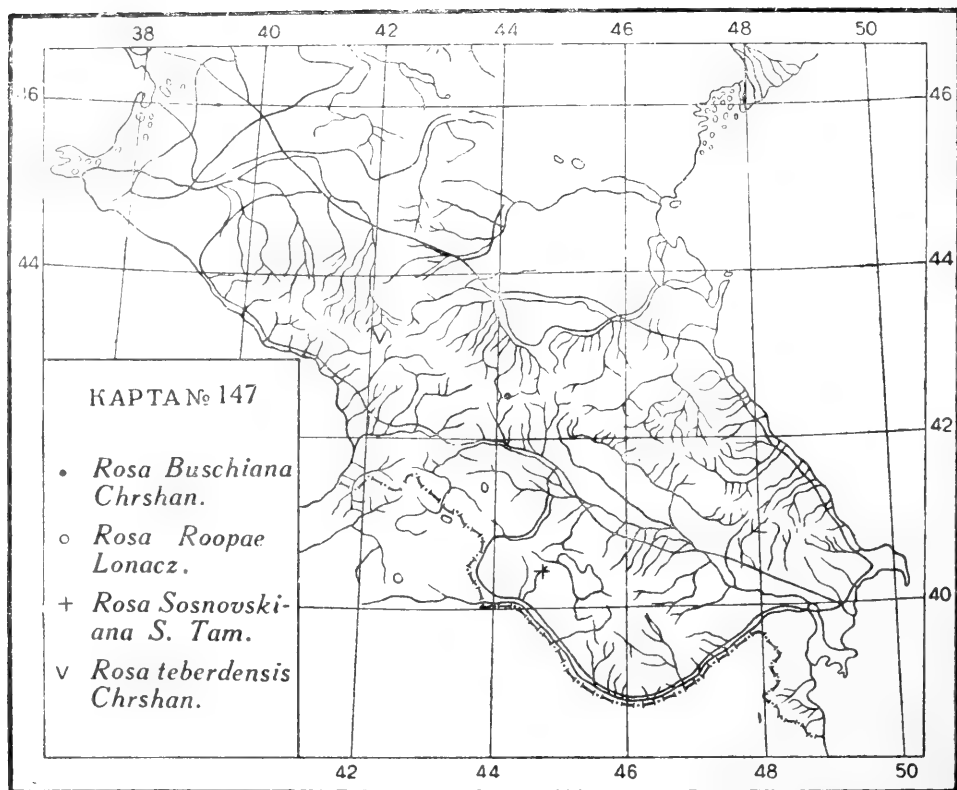 38 40 42 44 46 48 50
46 46
44 44
КАРТА № 147
42
• Rosa Buschiana
Chrshan.
○ Rosa Roopae
Lonacz.
+ Rosa Sosnovski-
ana S. Tam.
40
v Rosa teberdensis
Chrshan.
42 44 46 48 50